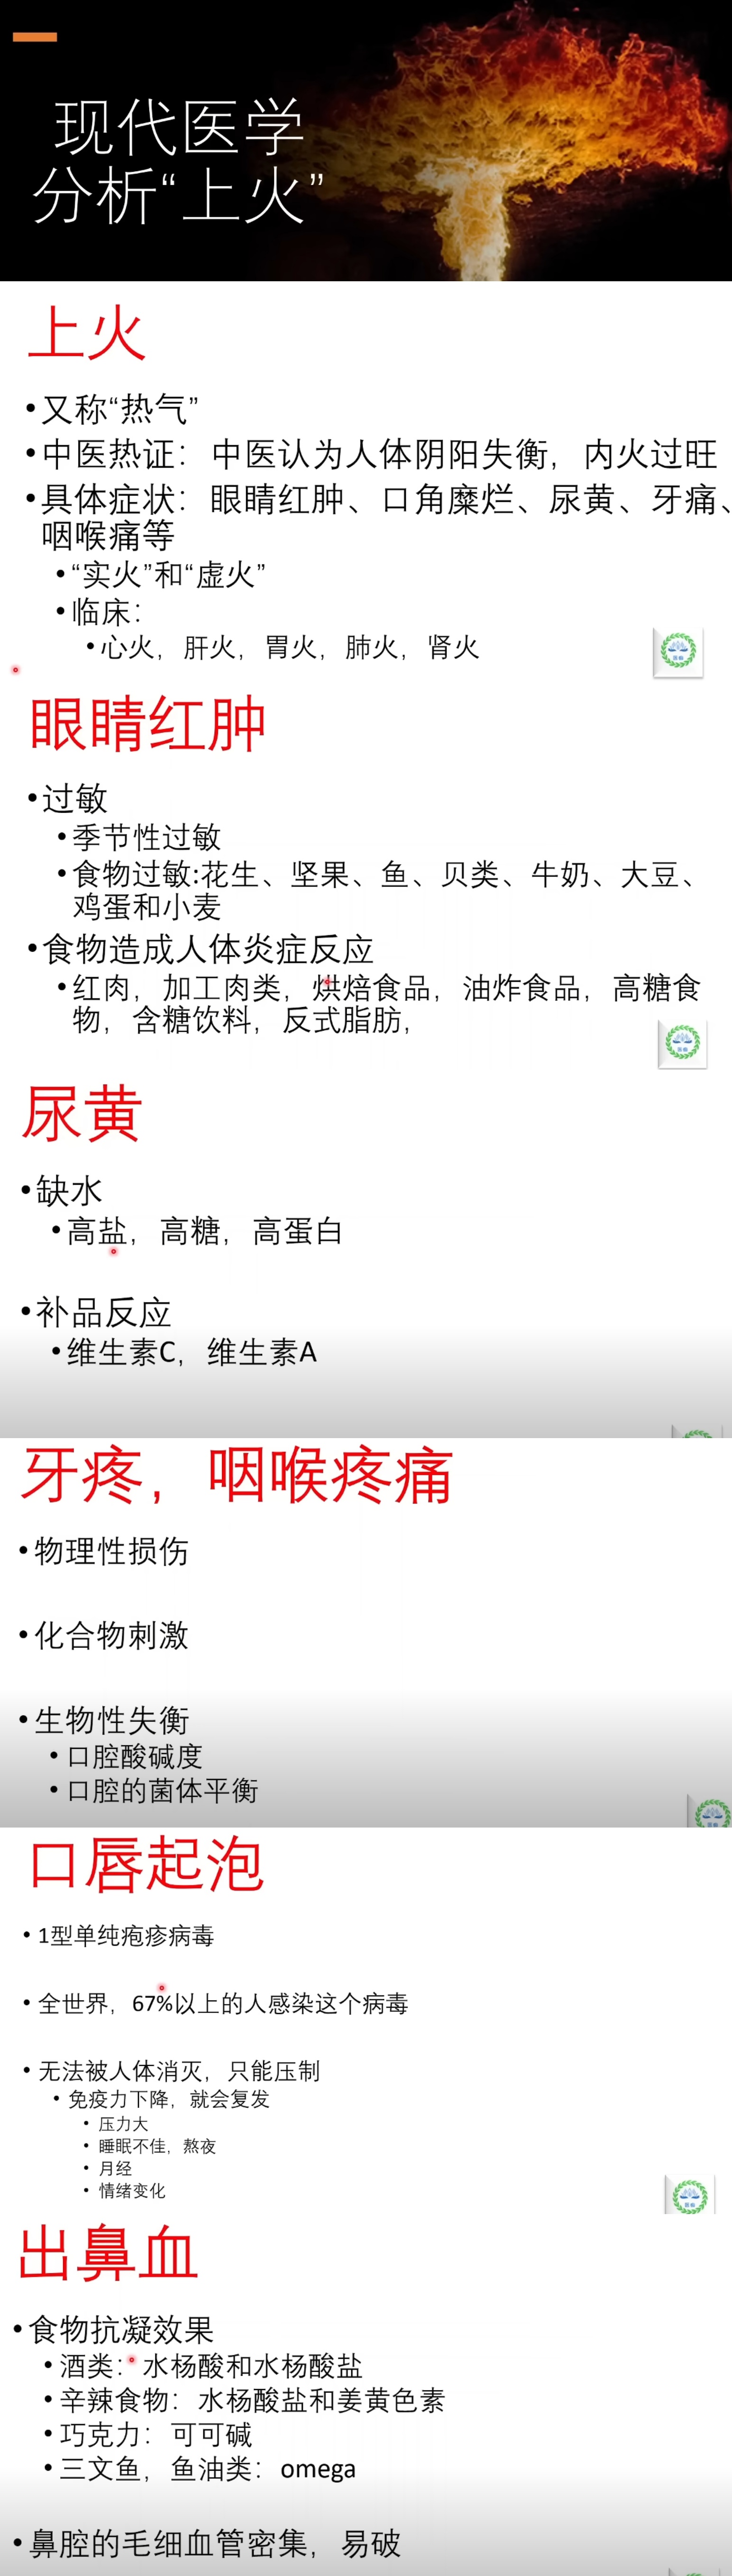 现代医学
分析“上火”
上火
•又称“热气”
•中医热证：中医认为人体阴阳失衡，内火过旺
•具体症状：眼睛红肿、口角糜烂、尿黄、牙痛、
咽喉痛等
•“实火”和“虚火”
•临床：
•心火，肝火，胃火，肺火，肾火
眼睛红肿
•过敏
•季节性过敏
•食物过敏:花生、坚果、鱼、贝类、牛奶、大豆、
鸡蛋和小麦
•食物造成人体炎症反应
•红肉，加工肉类，烘焙食品，油炸食品，高糖食
物，含糖饮料，反式脂肪，
尿黄
•缺水
•高盐，高糖，高蛋白
•补品反应
•维生素C，维生素A
牙疼，咽喉疼痛
•物理性损伤
•化合物刺激
•生物性失衡
•口腔酸碱度
•口腔的菌体平衡
口唇起泡
•1型单纯疱疹病毒
•全世界，67%以上的人感染这个病毒
•无法被人体消灭，只能压制
•免疫力下降，就会复发
•压力大
•睡眠不佳，熬夜
•月经
•情绪变化
出鼻血
•食物抗凝效果
•酒类：水杨酸和水杨酸盐
•辛辣食物：水杨酸盐和姜黄色素
•巧克力：可可碱
•三文鱼，鱼油类：omega
•鼻腔的毛细血管密集，易破